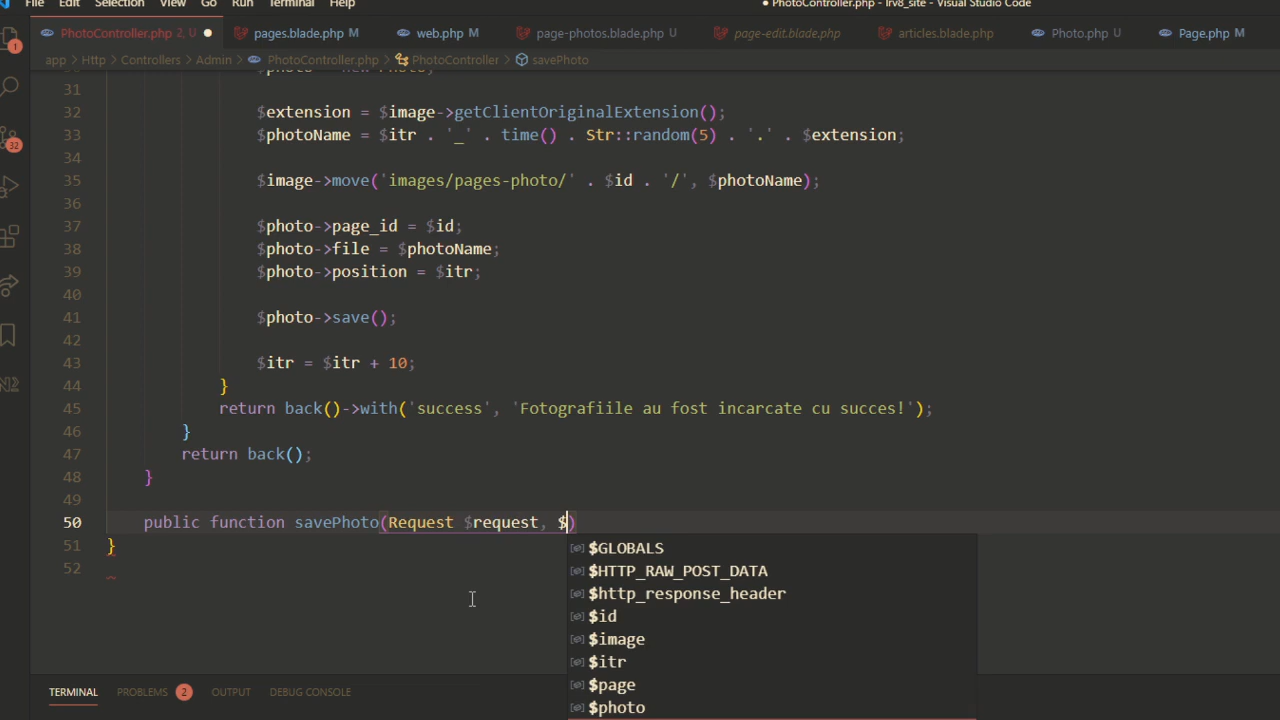 File Edit Selection View Go Run Terminal Help ● PhotoController.php - lrv8_site - Visual Studio Code
PhotoController.php 2, U ● pages.blade.php M web.php M page-photos.blade.php U page-edit.blade.php articles.blade.php Photo.php U Page.php M
app > Http > Controllers > Admin > PhotoController.php > PhotoController > savePhoto
31
32 $extension = $image->getClientOriginalExtension();
33 $photoName = $itr . '_' . time() . Str::random(5) . '.' . $extension;
34
35 $image->move('images/pages-photo/' . $id . '/', $photoName);
36
37 $photo->page_id = $id;
38 $photo->file = $photoName;
39 $photo->position = $itr;
40
41 $photo->save();
42
43 $itr = $itr + 10;
44 }
45 return back()->with('success', 'Fotografiile au fost incarcate cu succes!');
46 }
47 return back();
48 }
49
50 public function savePhoto(Request $request, $)
51 }
52
$GLOBALS
$HTTP_RAW_POST_DATA
$http_response_header
$id
$image
$itr
$page
$photo
1
32
TERMINAL PROBLEMS 2 OUTPUT DEBUG CONSOLE